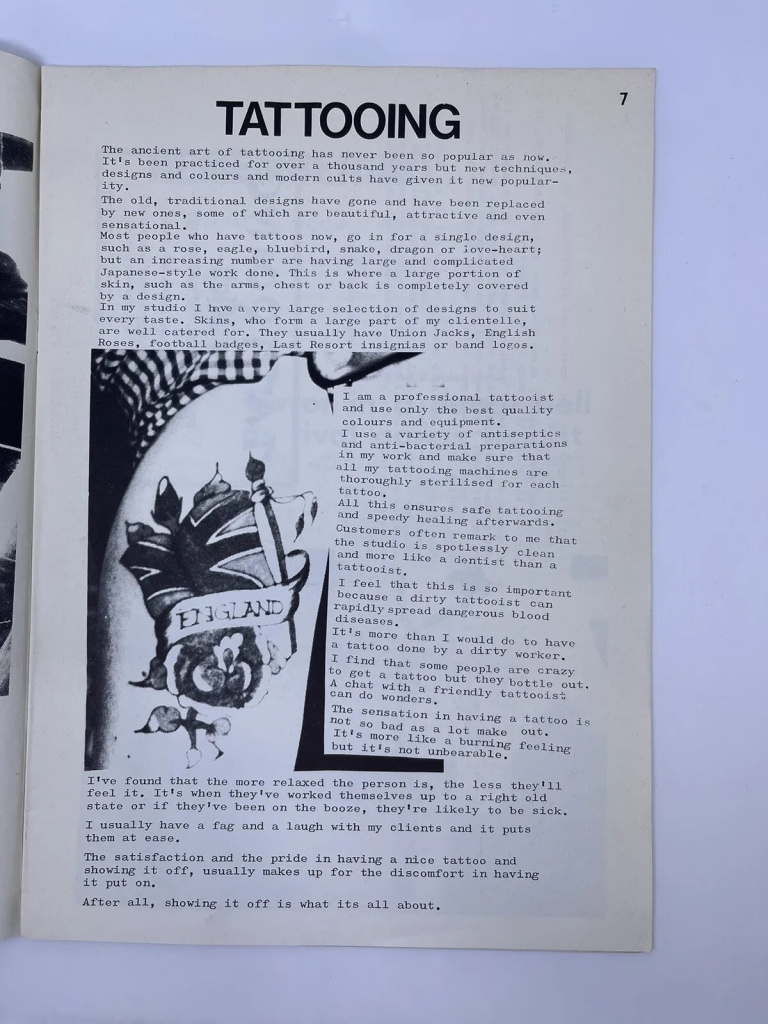 7
TATTOOING
The ancient art of tattooing has never been so popular as now.
It's been practiced for over a thousand years but new techniques,
designs and colours and modern cults have given it new popular-
ity.
The old, traditional designs have gone and have been replaced
by new ones, some of which are beautiful, attractive and even
sensational.
Most people who have tattoos now, go in for a single design,
such as a rose, eagle, bluebird, snake, dragon or love-heart;
but an increasing number are having large and complicated
Japanese-style work done. This is where a large portion of
skin, such as the arms, chest or back is completely covered
by a design.
In my studio I have a very large selection of designs to suit
every taste. Skins, who form a large part of my clientelle,
are well catered for. They usually have Union Jacks, English
Roses, football badges, Last Resort insignias or band logos.
I am a professional tattooist
and use only the best quality
colours and equipment.
I use a variety of antiseptics
and anti-bacterial preparations
in my work and make sure that
all my tattooing machines are
thoroughly sterilised for each
tattoo.
All this ensures safe tattooing
and speedy healing afterwards.
Customers often remark to me that
the studio is spotlessly clean
and more like a dentist than a
tattooist.
I feel that this is so important
because a dirty tattooist can
rapidly spread dangerous blood
diseases.
It's more than I would do to have
a tattoo done by a dirty worker.
I find that some people are crazy
to get a tattoo but they bottle out.
A chat with a friendly tattooist
can do wonders.
The sensation in having a tattoo is
not so bad as a lot make out.
It's more like a burning feeling
but it's not unbearable.
ENGLAND
I've found that the more relaxed the person is, the less they'll
feel it. It's when they've worked themselves up to a right old
state or if they've been on the booze, they're likely to be sick.
I usually have a fag and a laugh with my clients and it puts
them at ease.
The satisfaction and the pride in having a nice tattoo and
showing it off, usually makes up for the discomfort in having
it put on.
After all, showing it off is what its all about.